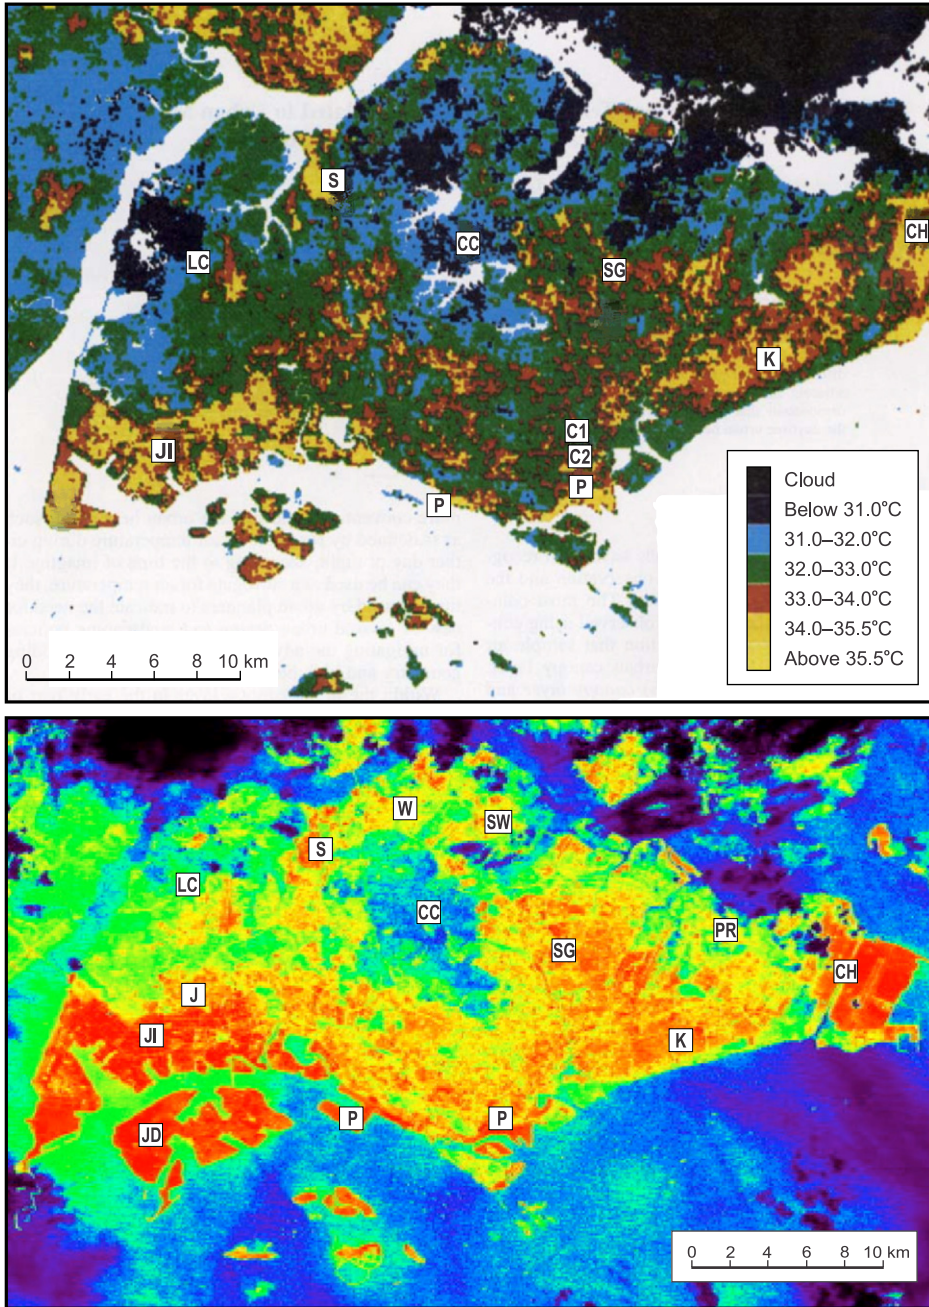 S
CC
LC
CH
SG
K
C1
JI
C2
P
P
Cloud
Below 31.0°C
31.0–32.0°C
32.0–33.0°C
33.0–34.0°C
34.0–35.5°C
Above 35.5°C
0 2 4 6 8 10 km
W
SW
S
LC
CC
PR
SG
CH
J
JI
K
P
P
JD
0 2 4 6 8 10 km